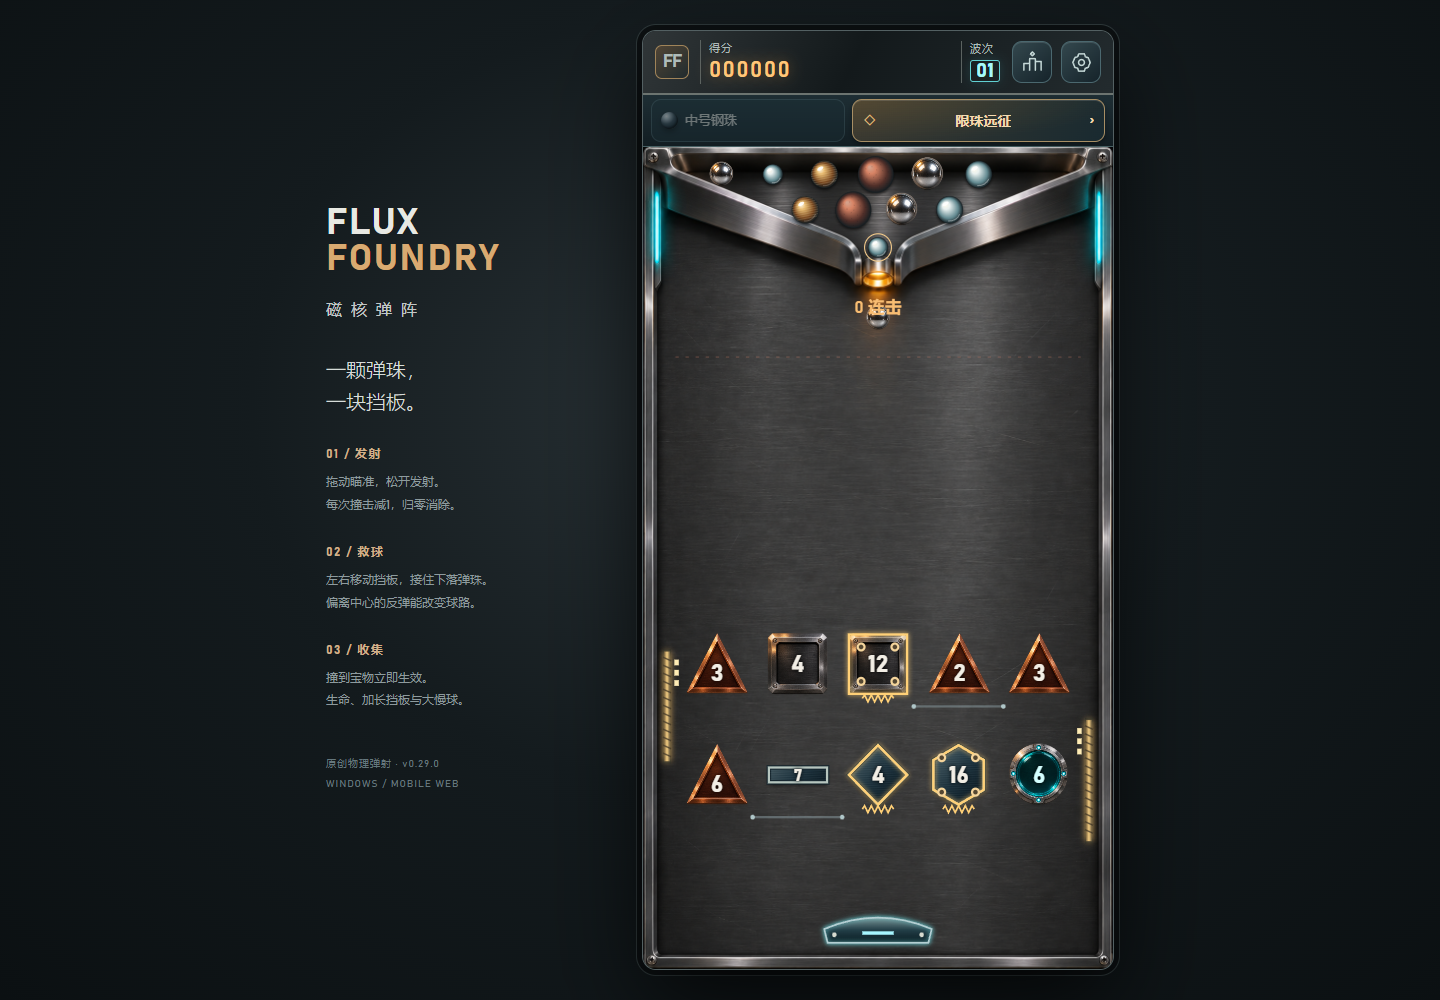 FLUX
FOUNDRY
磁核弹阵
一颗弹珠，
一块挡板。
01 / 发射
拖动瞄准，松开发射。
每次撞击减1，归零消除。
02 / 救球
左右移动挡板，接住下落弹珠。
偏离中心的反弹能改变球路。
03 / 收集
撞到宝物立即生效。
生命、加长挡板与大慢球。
原创物理弹射 · v0.29.0
WINDOWS / MOBILE WEB
FF
得分
000000
波次
01
中号钢珠
限珠远征
0 连击
3 4 12 2 3
6 7 4 16 6